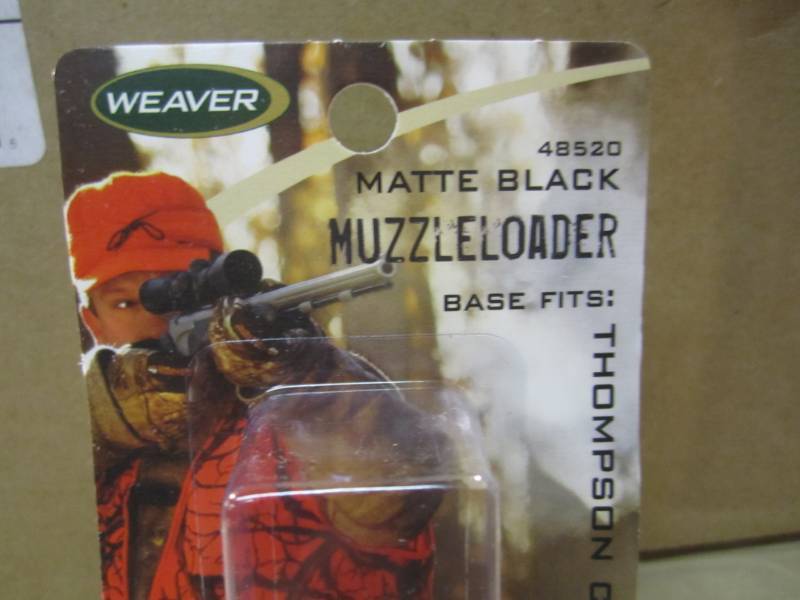 WEAVER
48520
MATTE BLACK
MUZZLELOADER
BASE FITS:
THOMPSON